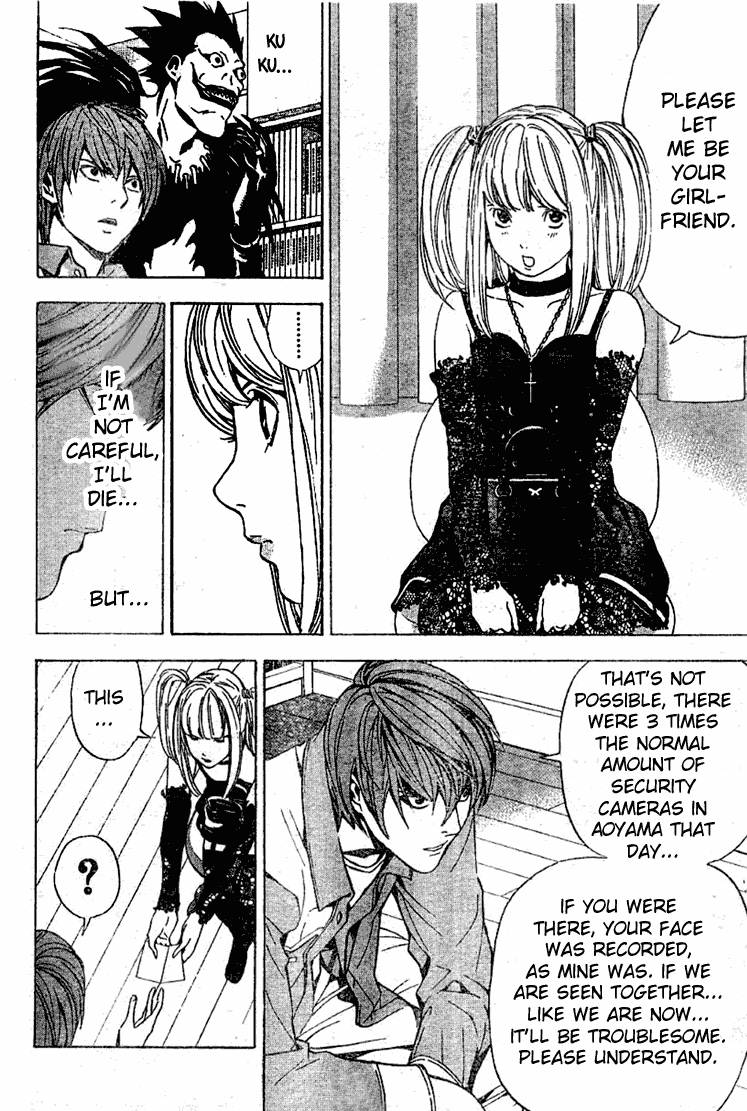 PLEASE
LET
ME BE
YOUR
GIRL-
FRIEND.
KU
KU...
.........
IF
I'M
NOT
CAREFUL,
I'LL
DIE...
BUT...
THAT'S NOT
POSSIBLE, THERE
WERE 3 TIMES
THE NORMAL
AMOUNT OF
SECURITY
CAMERAS IN
AOYAMA THAT
DAY...
IF YOU WERE
THERE, YOUR FACE
WAS RECORDED,
AS MINE WAS. IF WE
ARE SEEN TOGETHER...
LIKE WE ARE NOW...
IT'LL BE TROUBLESOME.
PLEASE UNDERSTAND.
THIS
...
?